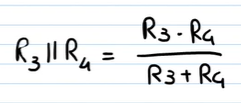 R3 || R4 = R3 · R4 / R3 + R4